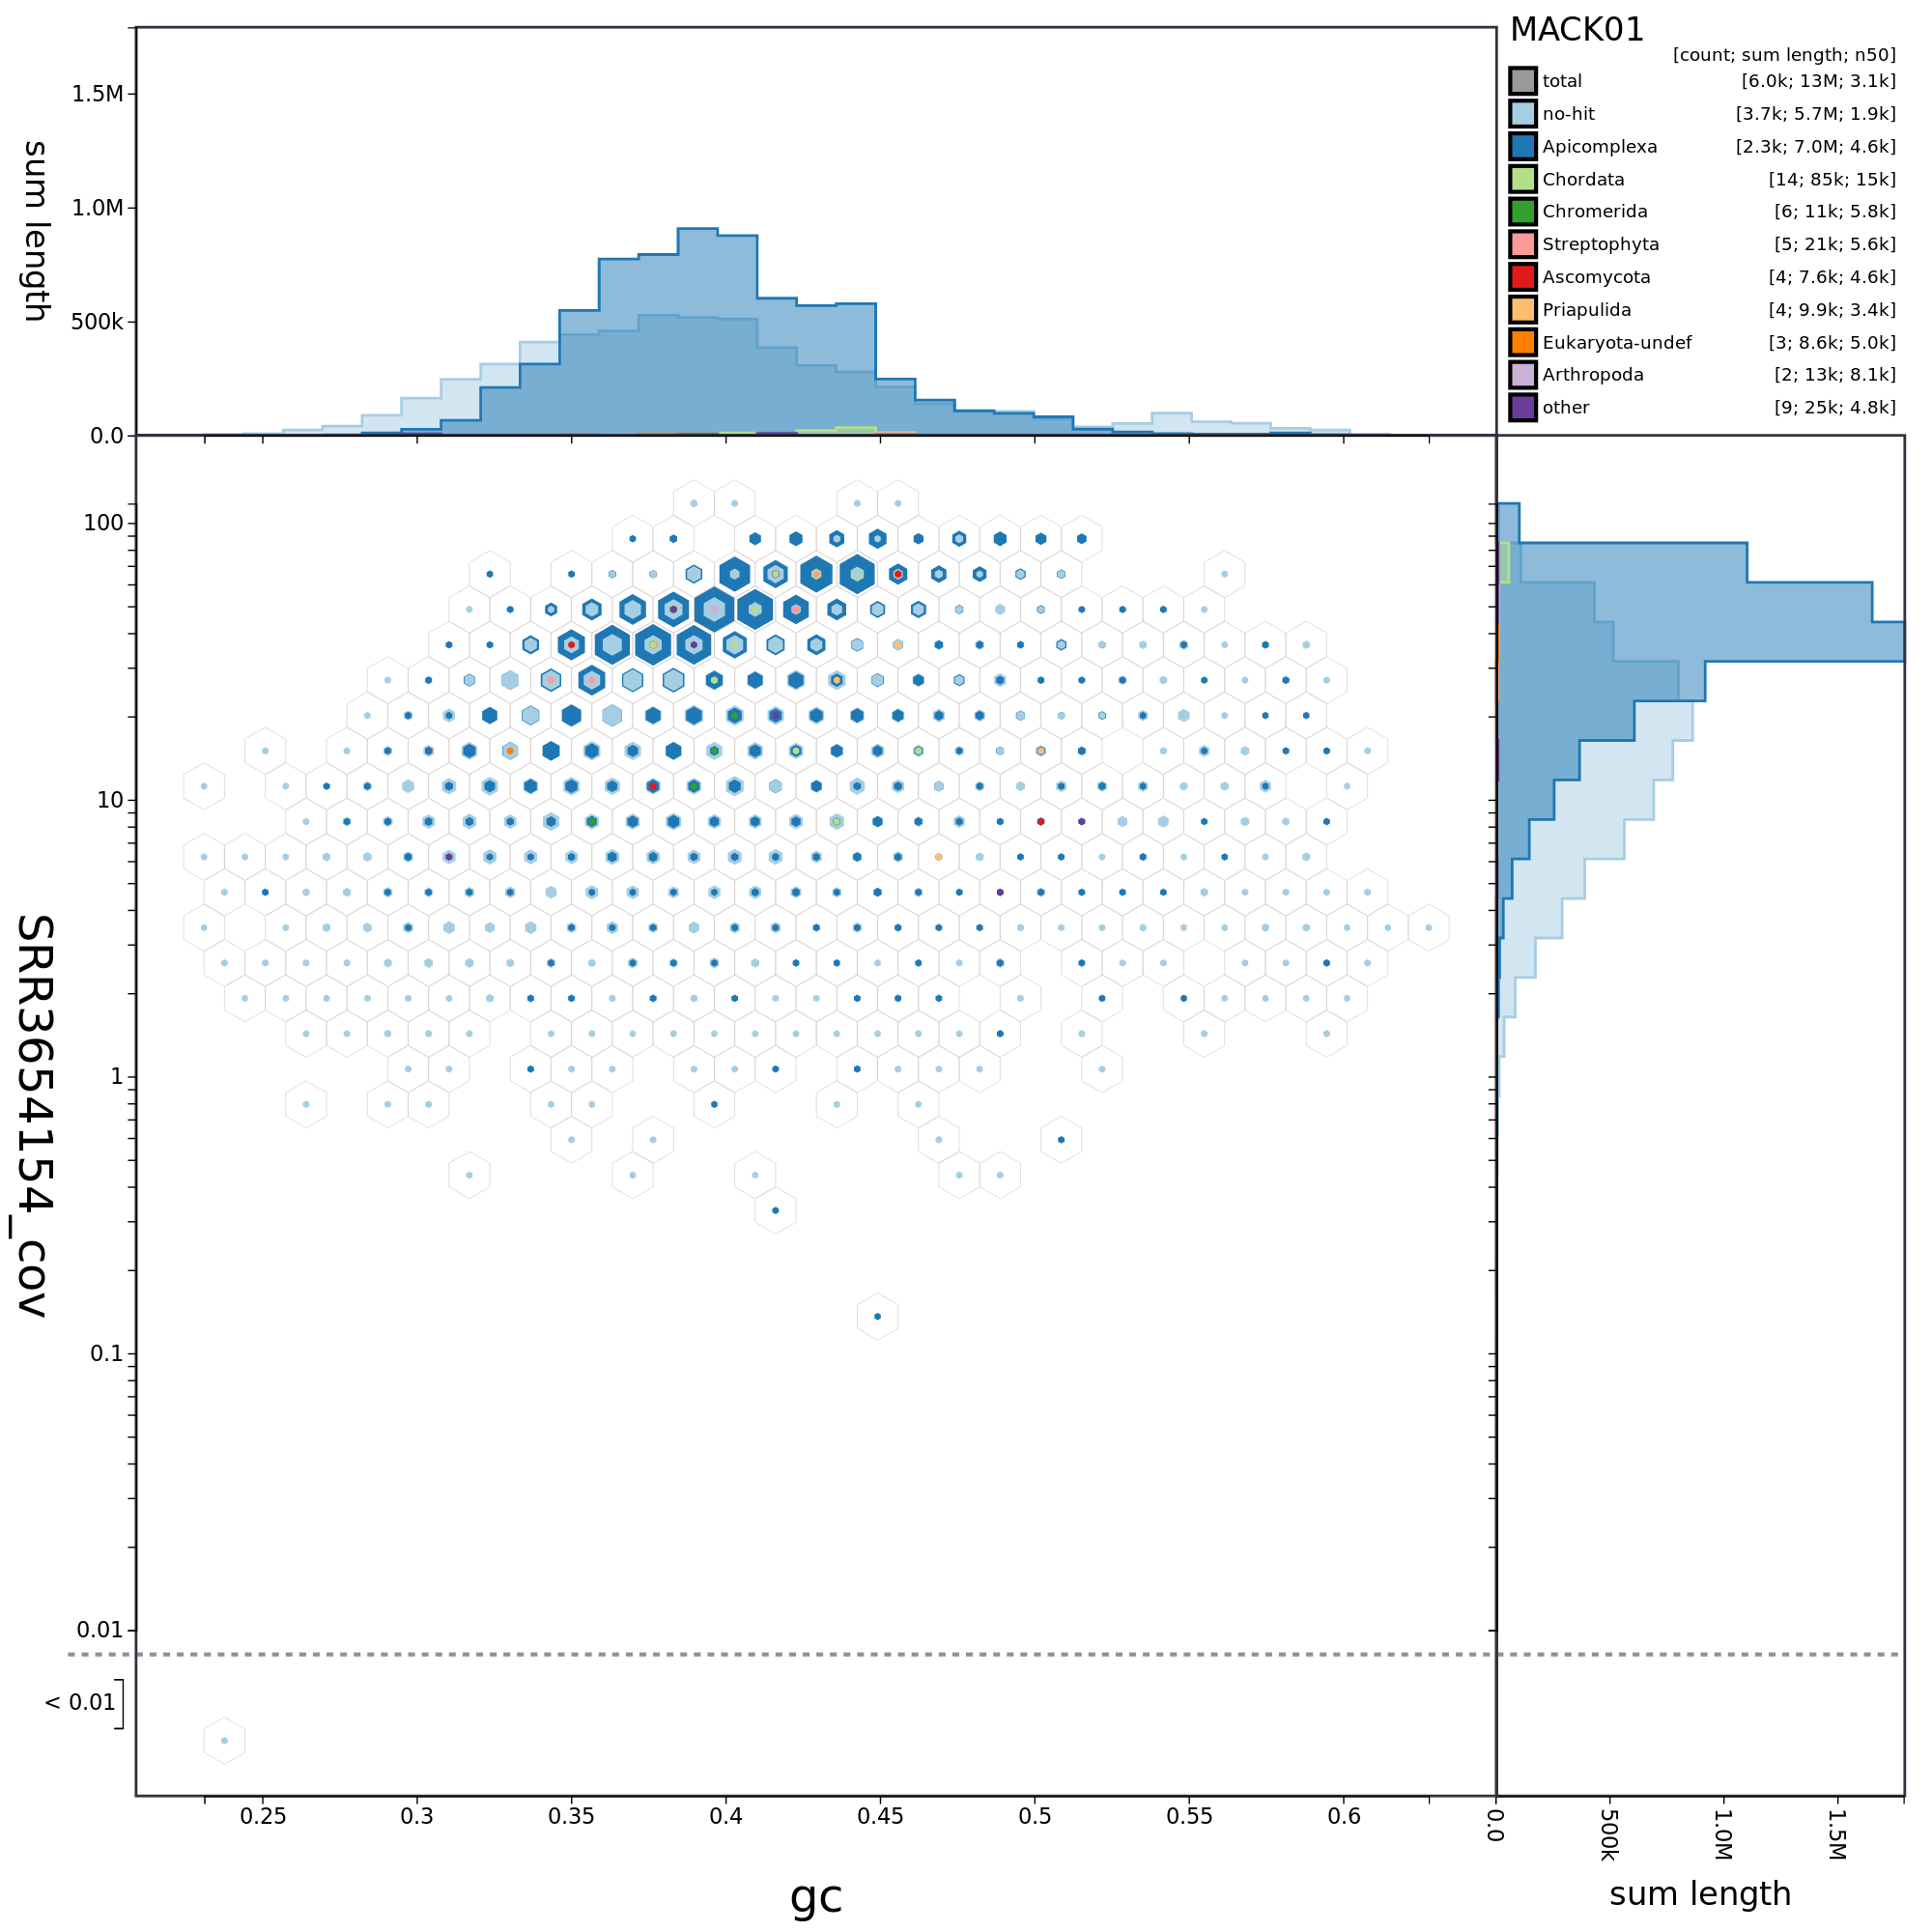 MACK01
[count; sum length; n50]
total [6.0k; 13M; 3.1k]
no-hit [3.7k; 5.7M; 1.9k]
Apicomplexa [2.3k; 7.0M; 4.6k]
Chordata [14; 85k; 15k]
Chromerida [6; 11k; 5.8k]
Streptophyta [5; 21k; 5.6k]
Ascomycota [4; 7.6k; 4.6k]
Priapulida [4; 9.9k; 3.4k]
Eukaryota-undef [3; 8.6k; 5.0k]
Arthropoda [2; 13k; 8.1k]
other [9; 25k; 4.8k]
sum length
1.5M
1.0M
500k
0.0
SRR3654154_cov
100
10
1
0.1
0.01
< 0.01
0.25 0.3 0.35 0.4 0.45 0.5 0.55 0.6
gc
0.0 500k 1.0M 1.5M
sum length